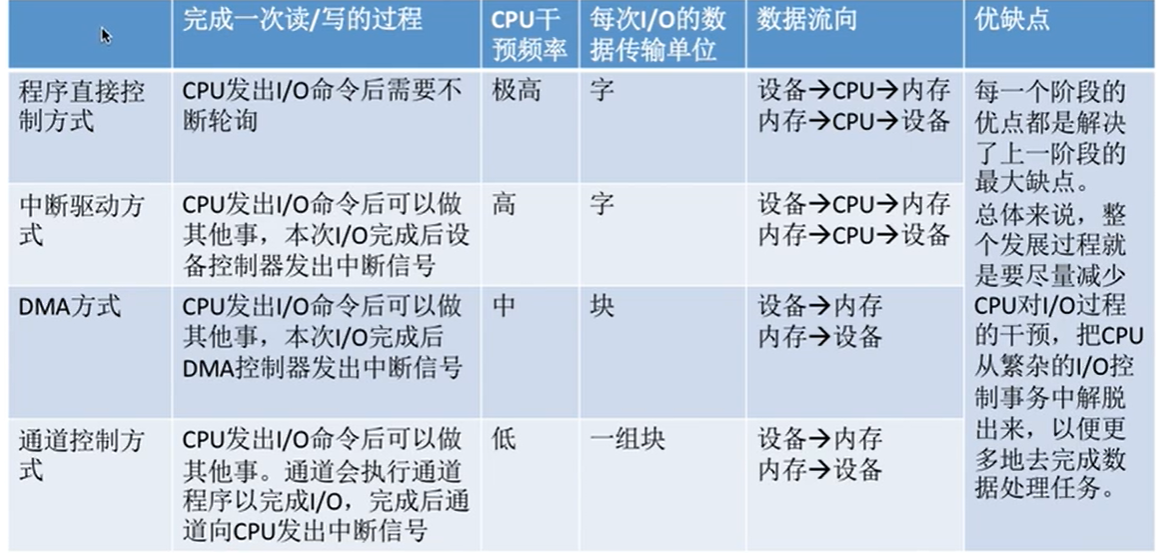 完成一次读/写的过程
CPU干
预频率
每次I/O的数
据传输单位
数据流向
优缺点
程序直接控
制方式
CPU发出I/O命令后需要不
断轮询
极高
字
设备→CPU→内存
内存→CPU→设备
每一个阶段的
优点都是解决
了上一阶段的
最大缺点。
总体来说，整
个发展过程就
是要尽量减少
CPU对I/O过程
的干预，把CPU
从繁杂的I/O控
制事务中解脱
出来，以便更
多地去完成数
据处理任务。
中断驱动方
式
CPU发出I/O命令后可以做
其他事，本次I/O完成后设
备控制器发出中断信号
高
字
设备→CPU→内存
内存→CPU→设备
DMA方式
CPU发出I/O命令后可以做
其他事，本次I/O完成后
DMA控制器发出中断信号
中
块
设备→内存
内存→设备
通道控制方
式
CPU发出I/O命令后可以做
其他事。通道会执行通道
程序以完成I/O，完成后通
道向CPU发出中断信号
低
一组块
设备→内存
内存→设备